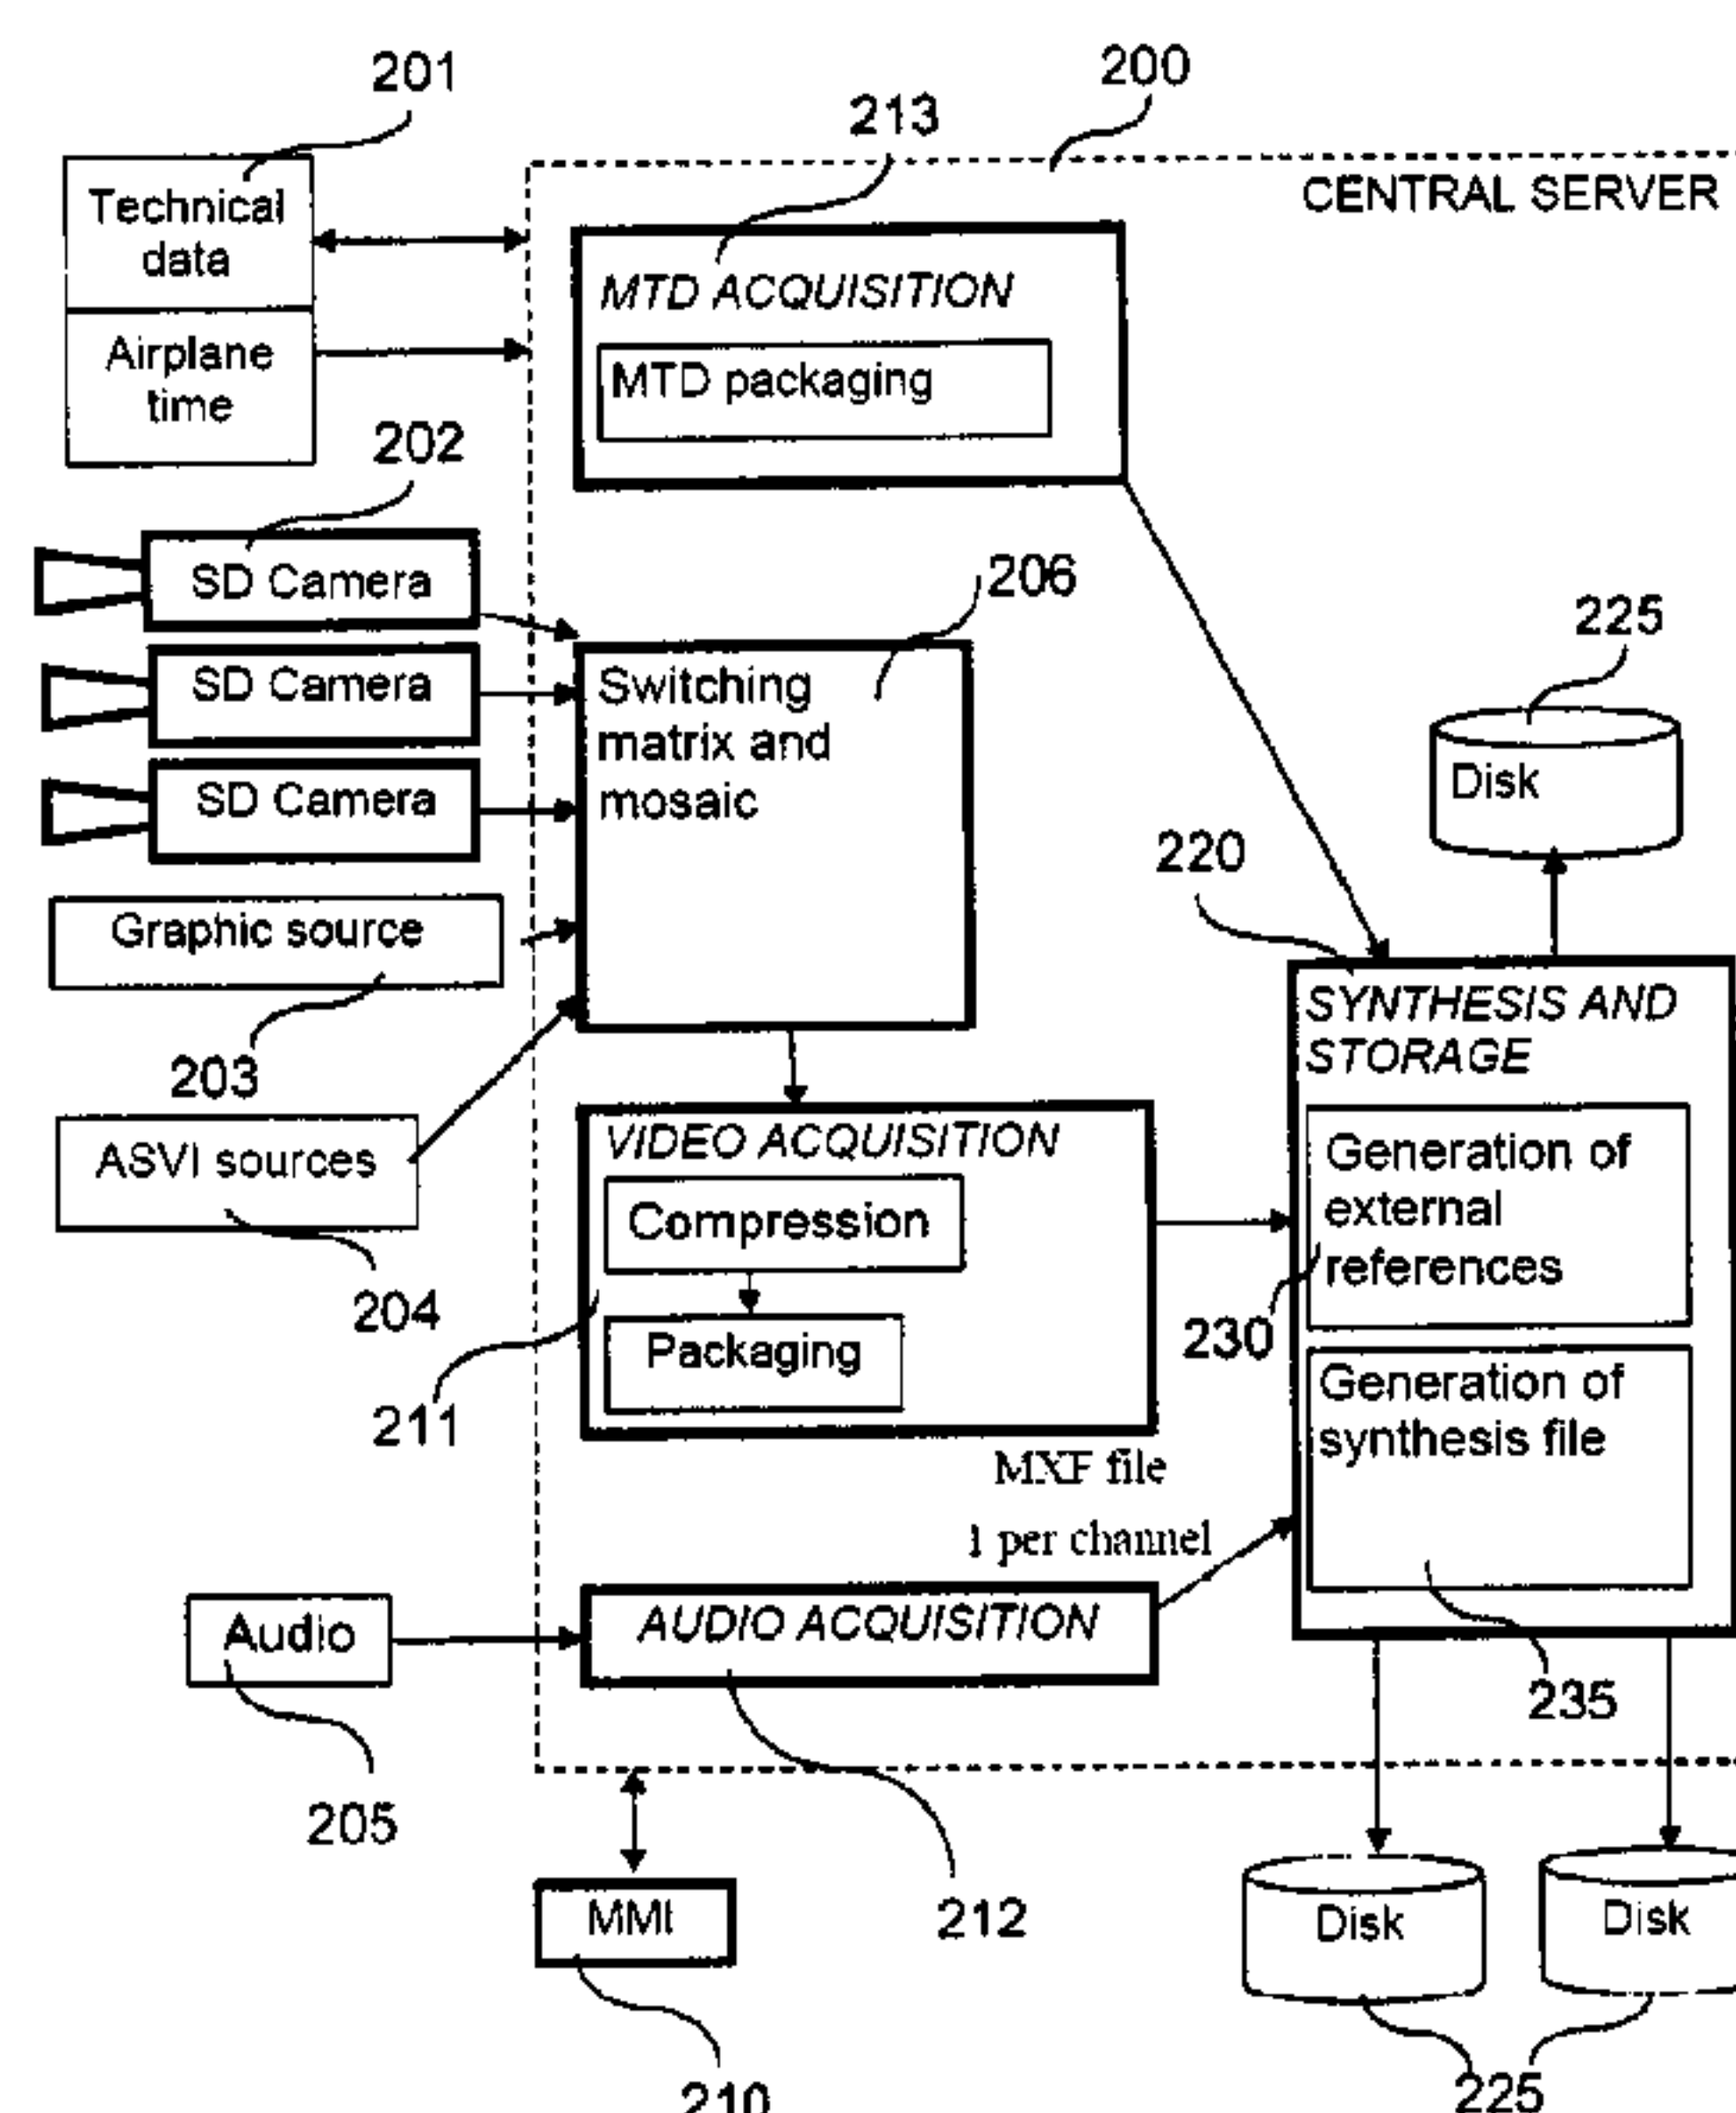 201
200
213
CENTRAL SERVER
Technical
data
Airplane
time
MTD ACQUISITION
MTD packaging
202
SD Camera
SD Camera
SD Camera
206
Switching
matrix and
mosaic
225
Disk
Graphic source
203
220
ASVI sources
204
VIDEO ACQUISITION
Compression
Packaging
211
SYNTHESIS AND
STORAGE
Generation of
external
references
230
Generation of
synthesis file
235
MXF file
1 per channel
Audio
205
AUDIO ACQUISITION
212
MMI
210
Disk
Disk
225